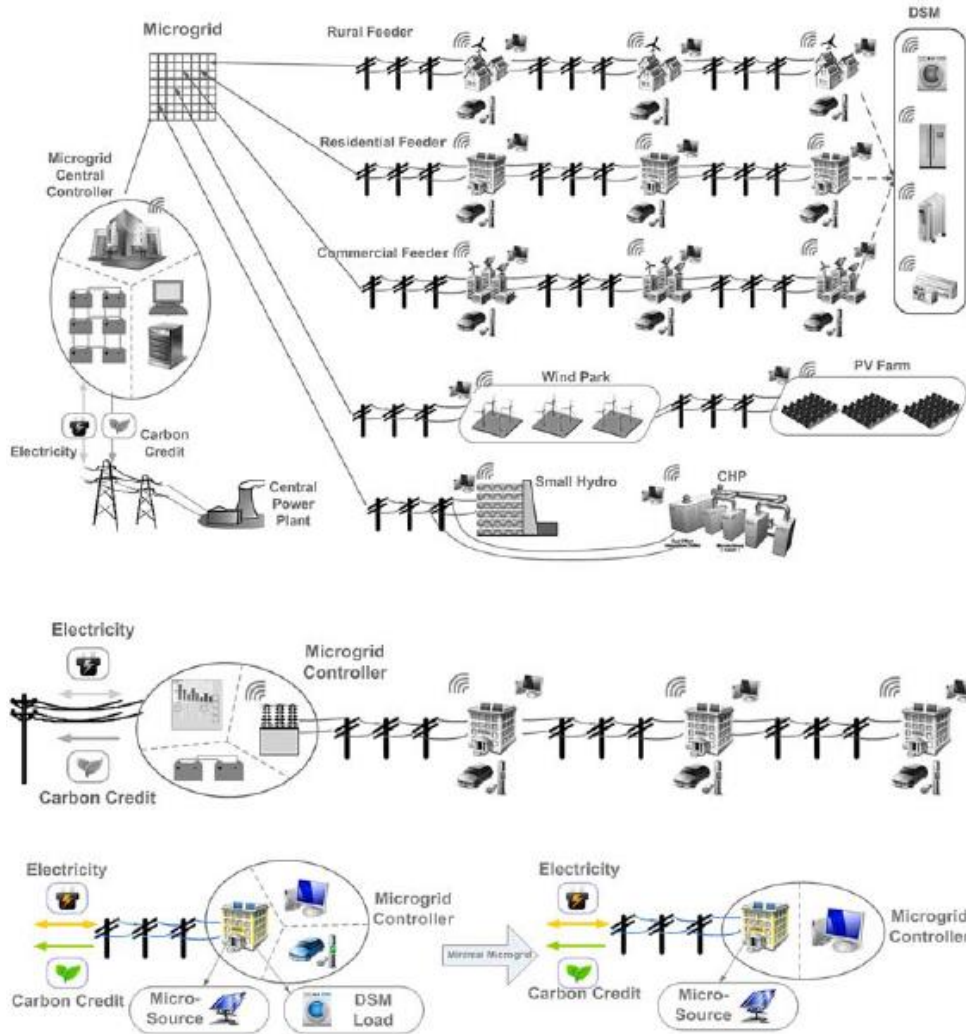 Microgrid
Rural Feeder
DSM
Residential Feeder
Microgrid
Central
Controller
Commercial Feeder
Wind Park
PV Farm
Electricity
Carbon
Credit
Central
Power
Plant
Small Hydro
CHP
Electricity
Microgrid
Controller
Carbon Credit
Electricity
Microgrid
Controller
Carbon Credit
Micro-
Source
DSM
Load
Minimal Microgrid
Electricity
Microgrid
Controller
Carbon Credit
Micro-
Source